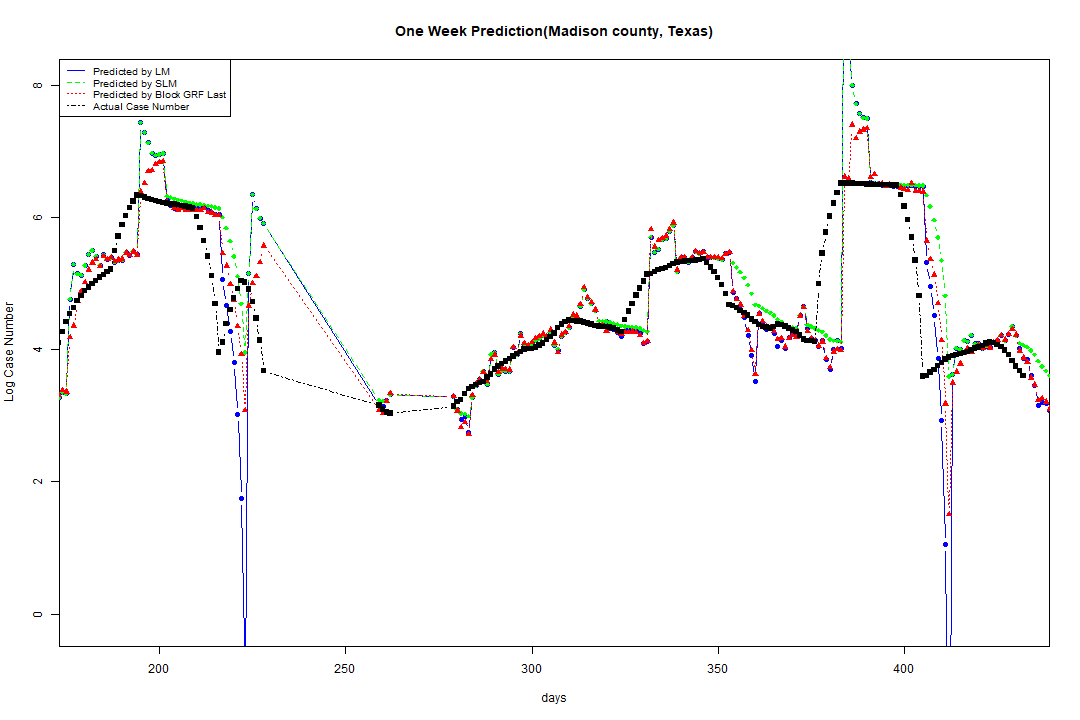 One Week Prediction(Madison county, Texas)
Predicted by LM
Predicted by SLM
Predicted by Block GRF Last
Actual Case Number
Log Case Number
8
6
4
2
0
200 250 300 350 400
days